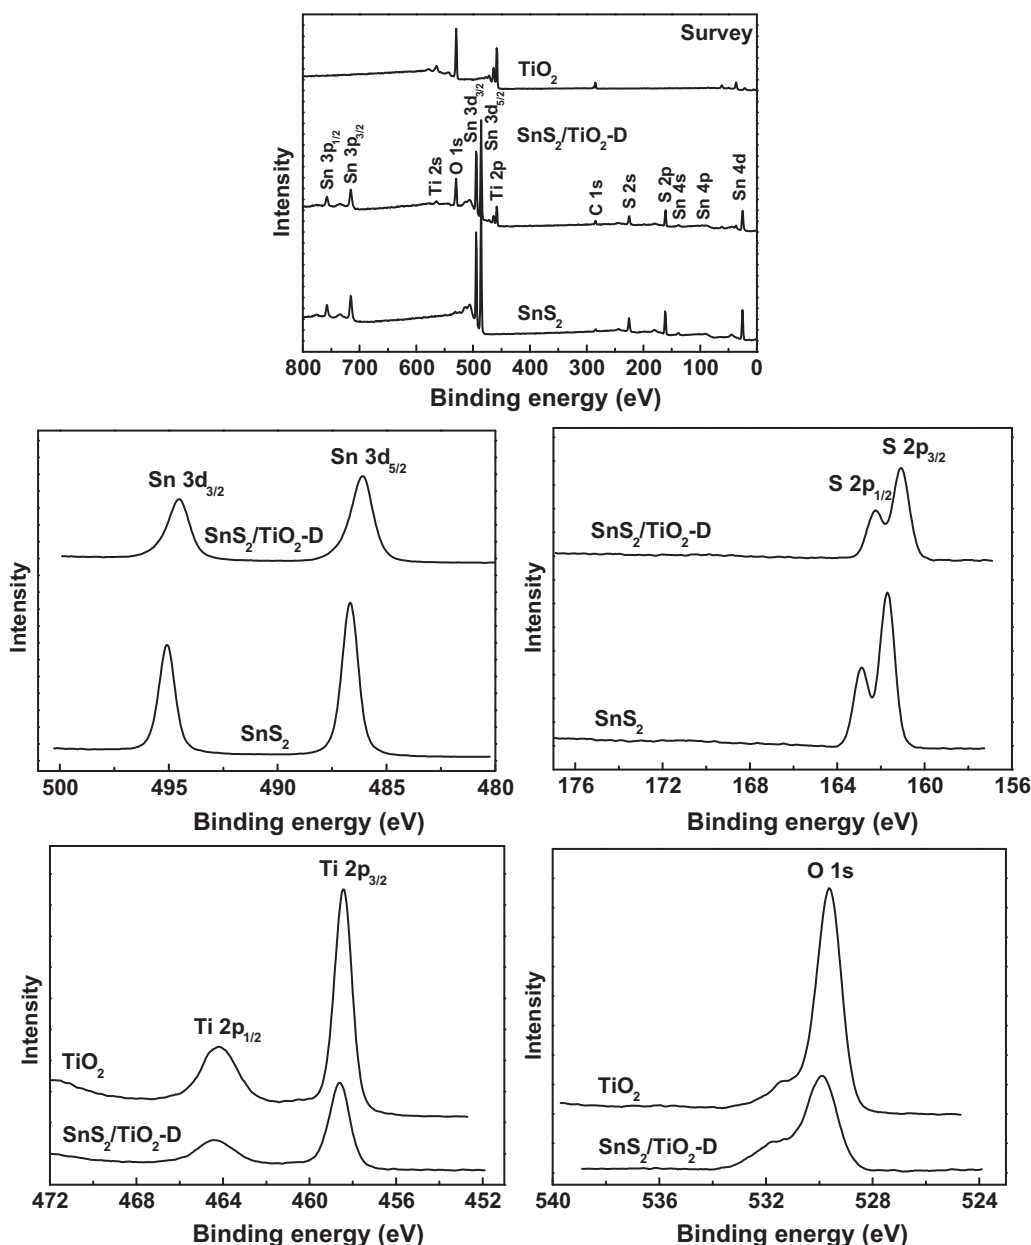 Survey
TiO2
SnS2/TiO2-D
Sn 3p1/2
Sn 3p3/2
Ti 2s
O 1s
Sn 3d3/2
Sn 3d5/2
Ti 2p
C 1s
S 2s
S 2p
Sn 4s
Sn 4p
Sn 4d
SnS2
Intensity
800 700 600 500 400 300 200 100 0
Binding energy (eV)
Sn 3d3/2
Sn 3d5/2
SnS2/TiO2-D
SnS2
Intensity
500 495 490 485 480
Binding energy (eV)
S 2p3/2
S 2p1/2
SnS2/TiO2-D
SnS2
Intensity
176 172 168 164 160 156
Binding energy (eV)
Ti 2p3/2
Ti 2p1/2
TiO2
SnS2/TiO2-D
Intensity
472 468 464 460 456 452
Binding energy (eV)
O 1s
TiO2
SnS2/TiO2-D
Intensity
540 536 532 528 524
Binding energy (eV)